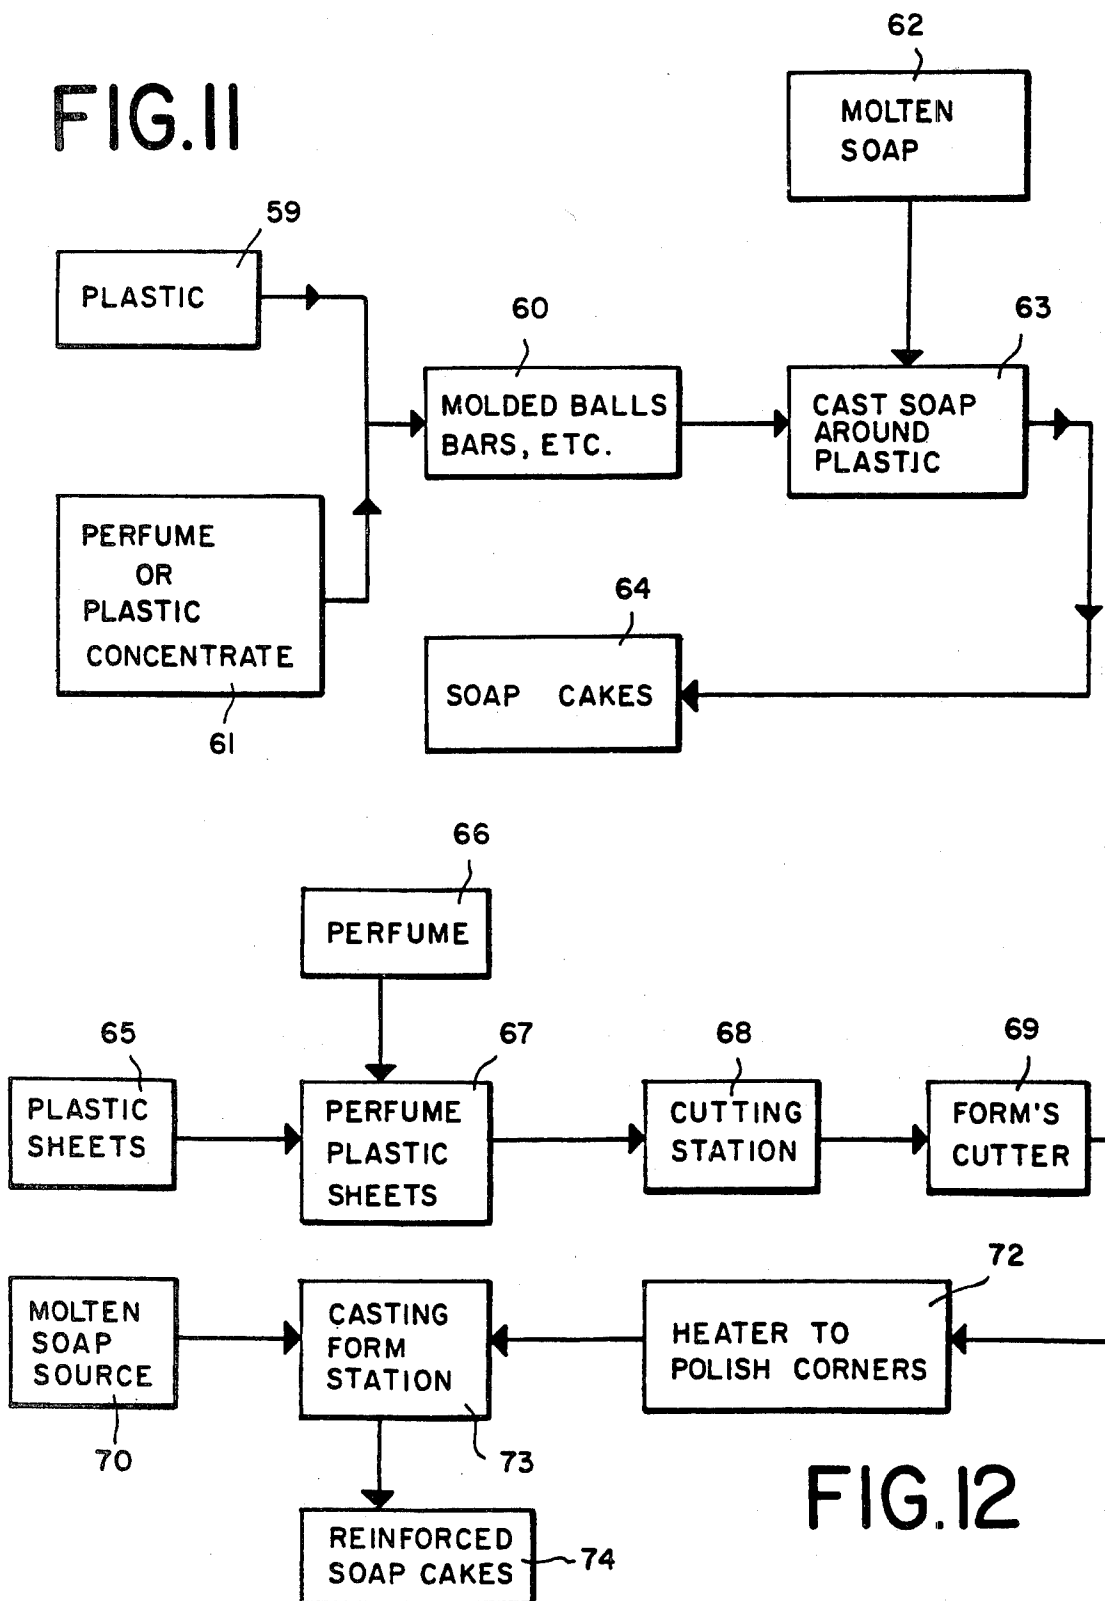 FIG.11
62
MOLTEN
SOAP
59
PLASTIC
60
MOLDED BALLS
BARS, ETC.
63
CAST SOAP
AROUND
PLASTIC
PERFUME
OR
PLASTIC
CONCENTRATE
61
64
SOAP CAKES
66
PERFUME
65
PLASTIC
SHEETS
67
PERFUME
PLASTIC
SHEETS
68
CUTTING
STATION
69
FORM'S
CUTTER
MOLTEN
SOAP
SOURCE
70
CASTING
FORM
STATION
73
72
HEATER TO
POLISH CORNERS
REINFORCED
SOAP CAKES
74
FIG.12